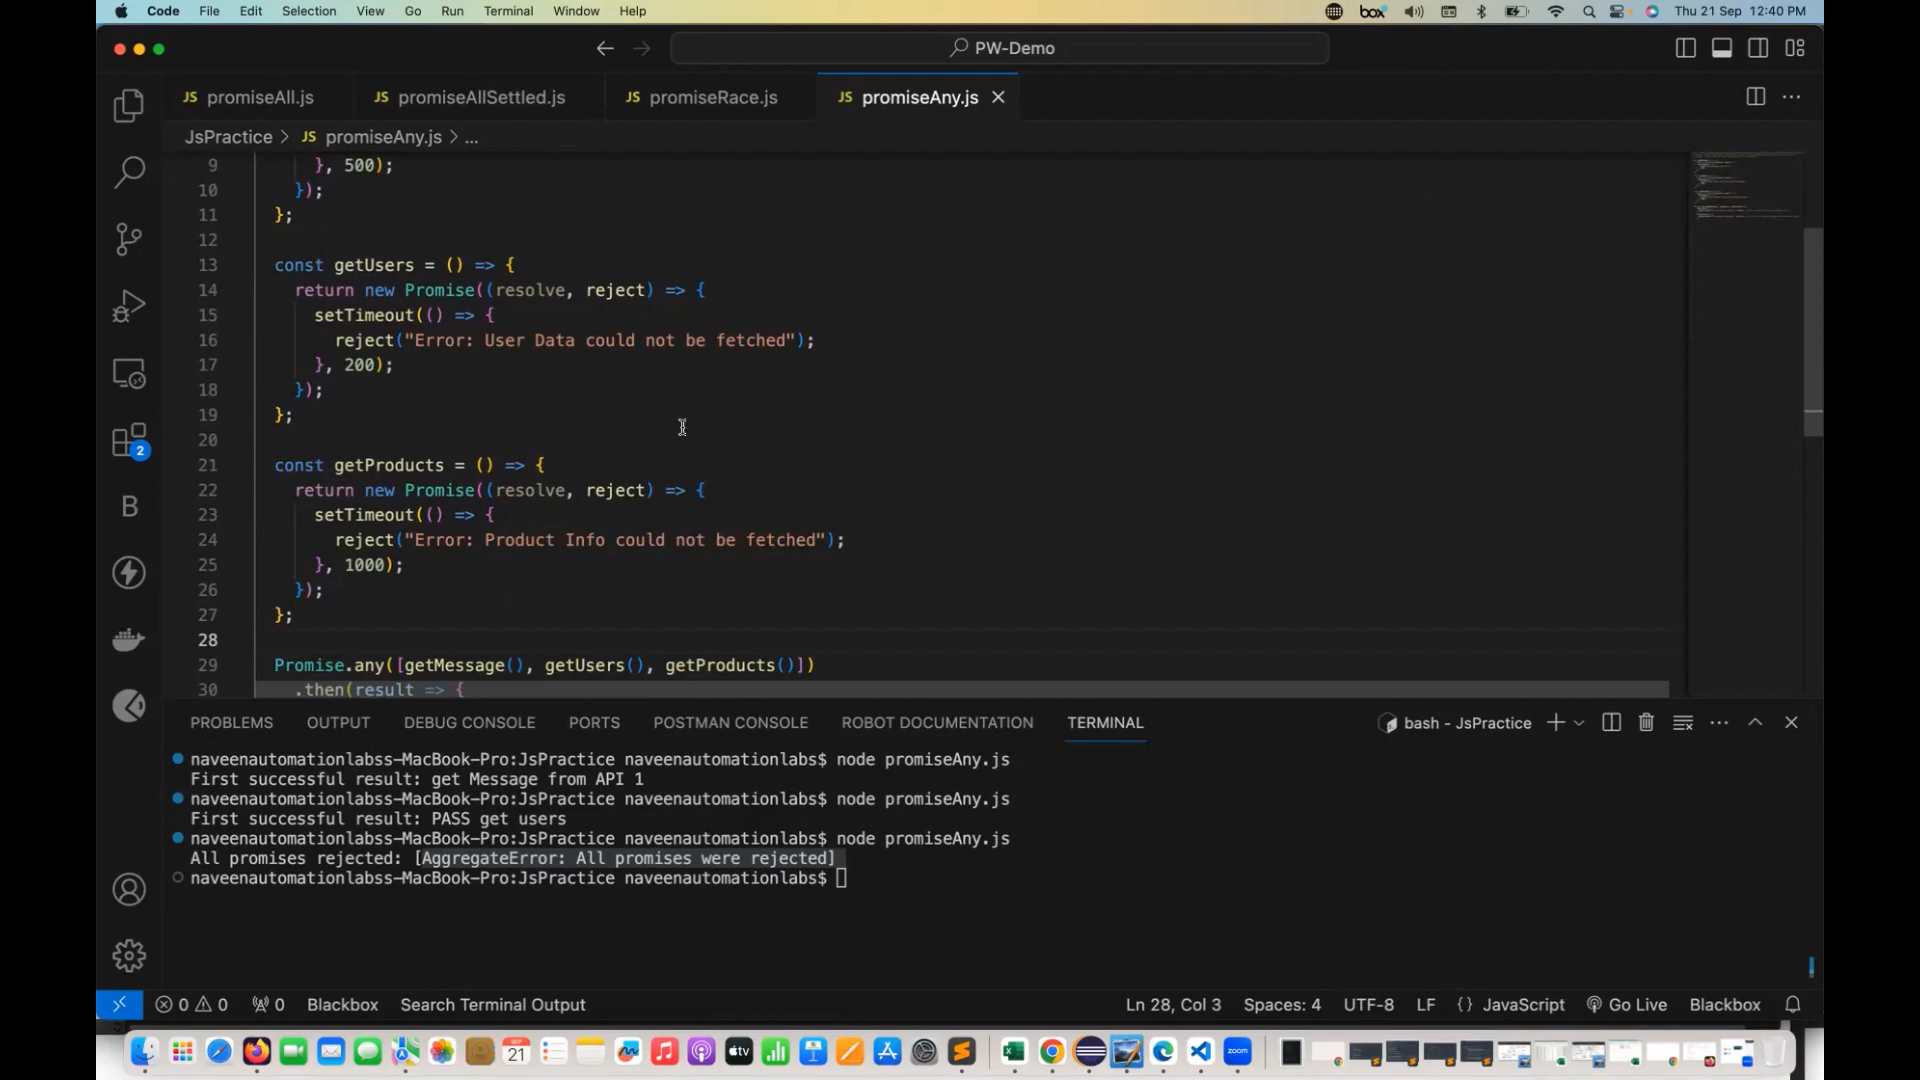 Code File Edit Selection View Go Run Terminal Window Help box Thu 21 Sep 12:40 PM
PW-Demo
JS promiseAll.js JS promiseAllSettled.js JS promiseRace.js JS promiseAny.js
JsPractice > JS promiseAny.js > ...
9 }, 500);
10 });
11 };
12
13 const getUsers = () => {
14 return new Promise((resolve, reject) => {
15 setTimeout(() => {
16 reject("Error: User Data could not be fetched");
17 }, 200);
18 });
19 };
20
21 const getProducts = () => {
22 return new Promise((resolve, reject) => {
23 setTimeout(() => {
24 reject("Error: Product Info could not be fetched");
25 }, 1000);
26 });
27 };
28
29 Promise.any([getMessage(), getUsers(), getProducts()])
30 .then(result => {
2
B
PROBLEMS OUTPUT DEBUG CONSOLE PORTS POSTMAN CONSOLE ROBOT DOCUMENTATION TERMINAL bash - JsPractice
naveenautomationlabss-MacBook-Pro:JsPractice naveenautomationlabs$ node promiseAny.js
First successful result: get Message from API 1
naveenautomationlabss-MacBook-Pro:JsPractice naveenautomationlabs$ node promiseAny.js
First successful result: PASS get users
naveenautomationlabss-MacBook-Pro:JsPractice naveenautomationlabs$ node promiseAny.js
All promises rejected: [AggregateError: All promises were rejected]
naveenautomationlabss-MacBook-Pro:JsPractice naveenautomationlabs$
0 0 0 Blackbox Search Terminal Output Ln 28, Col 3 Spaces: 4 UTF-8 LF {} JavaScript Go Live Blackbox
21 tv zoom